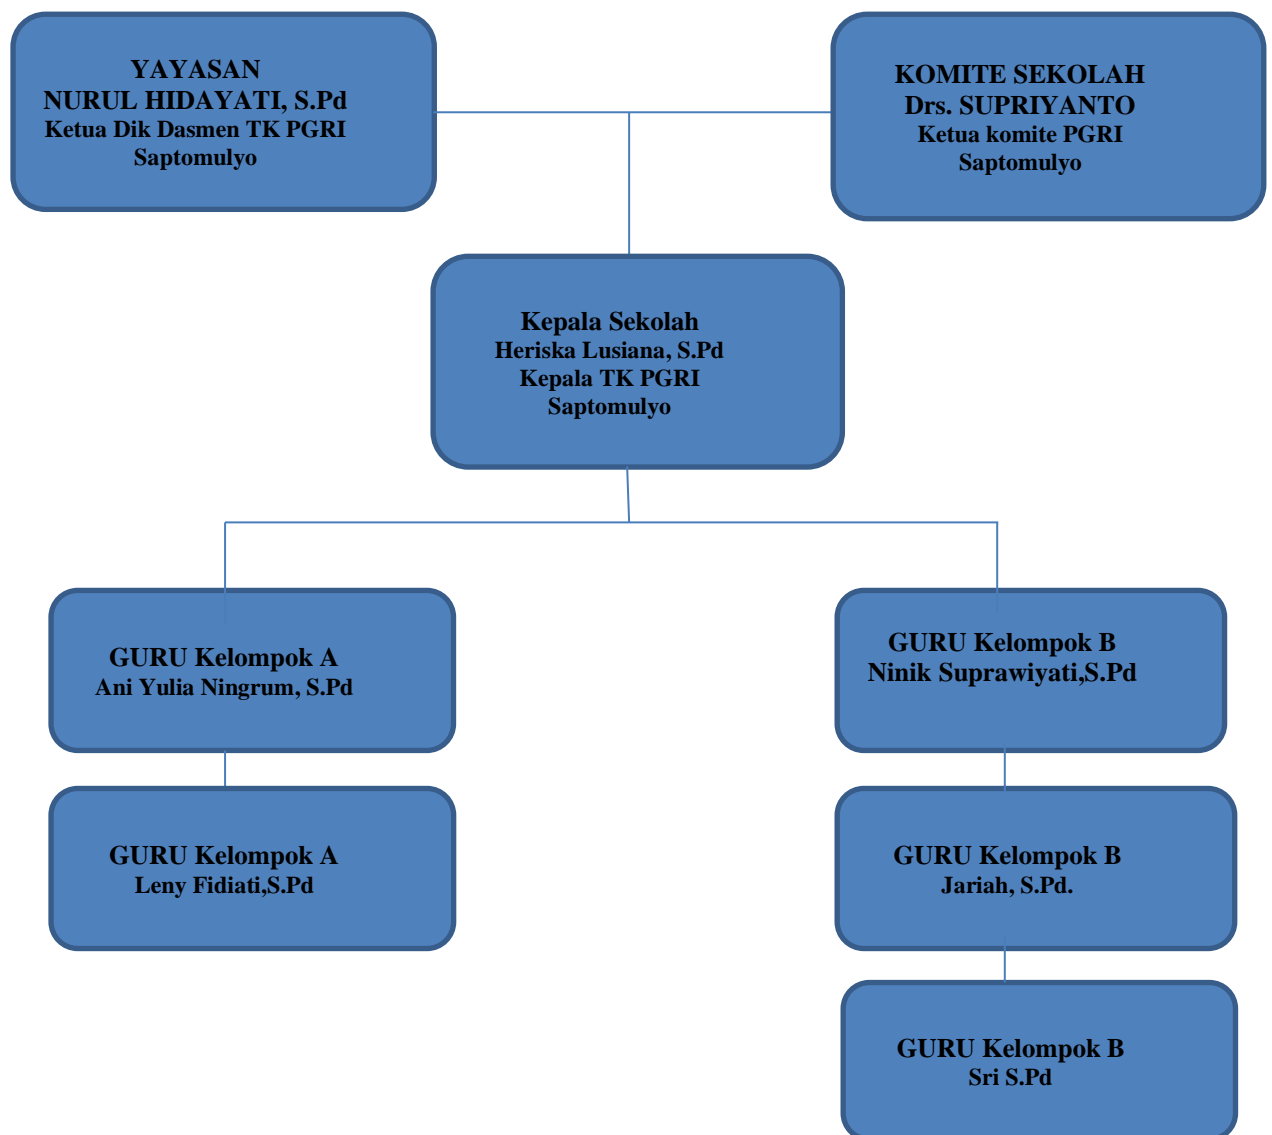 YAYASAN
NURUL HIDAYATI, S.Pd
Ketua Dik Dasmen TK PGRI
Saptomulyo
KOMITE SEKOLAH
Drs. SUPRIYANTO
Ketua komite PGRI
Saptomulyo
Kepala Sekolah
Heriska Lusiana, S.Pd
Kepala TK PGRI
Saptomulyo
GURU Kelompok A
Ani Yulia Ningrum, S.Pd
GURU Kelompok B
Ninik Suprawiyati,S.Pd
GURU Kelompok A
Leny Fidiati,S.Pd
GURU Kelompok B
Jariah, S.Pd.
GURU Kelompok B
Sri S.Pd